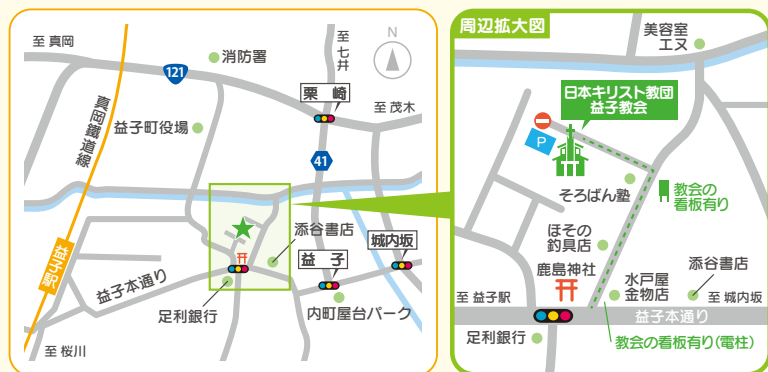 至 真岡
消防署
至 七井
N
121
栗 崎
至 茂木
真岡鐵道線
益子町役場
41
益子駅
添谷書店
城内坂
益 子
益子本通り
足利銀行
内町屋台パーク
至 桜川
周辺拡大図
美容室
エヌ
日本キリスト教団
益子教会
P
そろばん塾
教会の
看板有り
ほその
釣具店
鹿島神社
水戸屋
金物店
添谷書店
至 益子駅
至 城内坂
益子本通り
足利銀行
教会の看板有り(電柱)